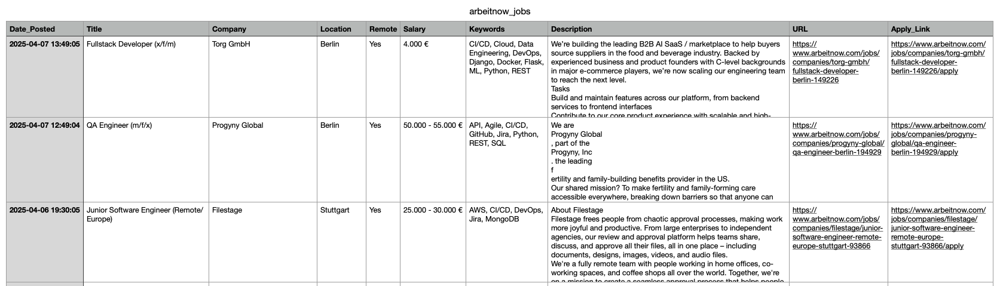 arbeitnow_jobs
Date_Posted Title Company Location Remote Salary Keywords Description URL Apply_Link
2025-04-07 13:49:05
Fullstack Developer (x/f/m)
Torg GmbH
Berlin
Yes
4.000 €
CI/CD, Cloud, Data
Engineering, DevOps,
Django, Docker, Flask,
ML, Python, REST
We’re building the leading B2B AI SaaS / marketplace to help buyers
source suppliers in the food and beverage industry. Backed by
experienced business and product founders with C-level backgrounds
in major e-commerce players, we’re now scaling our engineering team
to reach the next level.
Tasks
Build and maintain features across our platform, from backend
services to frontend interfaces
Contribute to our core product experience with scalable and high-
https://
www.arbeitnow.com/jobs/
companies/torg-gmbh/
fullstack-developer-
berlin-149226
https://www.arbeitnow.com/
jobs/companies/torg-gmbh/
fullstack-developer-
berlin-149226/apply
2025-04-07 12:49:04
QA Engineer (m/f/x)
Progyny Global
Berlin
Yes
50.000 - 55.000 €
API, Agile, CI/CD,
GitHub, Jira, Python,
REST, SQL
We are
Progyny Global
, part of the
Progyny, Inc
. the leading
f
ertility and family-building benefits provider in the US.
Our shared mission? To make fertility and family-forming care
accessible everywhere, breaking down barriers so that anyone can
https://
www.arbeitnow.com/jobs/
companies/progyny-global/
qa-engineer-berlin-194929
https://www.arbeitnow.com/
jobs/companies/progyny-
global/qa-engineer-
berlin-194929/apply
2025-04-06 19:30:05
Junior Software Engineer (Remote/
Europe)
Filestage
Stuttgart
Yes
25.000 - 30.000 €
AWS, CI/CD, DevOps,
Jira, MongoDB
About Filestage
Filestage frees people from chaotic approval processes, making work
more joyful and productive. From large enterprises to independent
agencies, our review and approval platform helps teams share,
discuss, and approve all their files, all in one place – including
documents, designs, images, videos, and audio files.
We're a fully remote team with people working in home offices, co-
working spaces, and coffee shops all over the world. Together, we're
on a mission to create a seamless approval process that helps people
https://
www.arbeitnow.com/jobs/
companies/filestage/junior-
software-engineer-remote-
europe-stuttgart-93866
https://www.arbeitnow.com/
jobs/companies/filestage/
junior-software-engineer-
remote-europe-
stuttgart-93866/apply